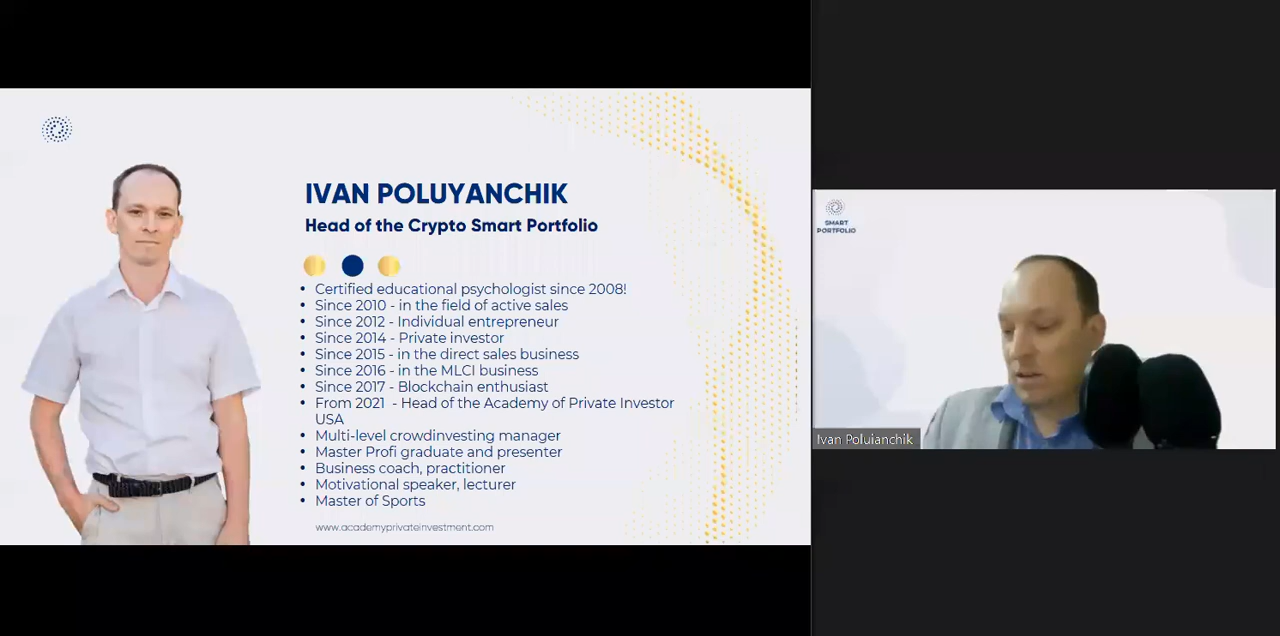 IVAN POLUYANCHIK
Head of the Crypto Smart Portfolio
• Certified educational psychologist since 2008!
• Since 2010 - in the field of active sales
• Since 2012 - Individual entrepreneur
• Since 2014 - Private investor
• Since 2015 - in the direct sales business
• Since 2016 - in the MLCI business
• Since 2017 - Blockchain enthusiast
• From 2021 - Head of the Academy of Private Investor
USA
• Multi-level crowdinvesting manager
• Master Profi graduate and presenter
• Business coach, practitioner
• Motivational speaker, lecturer
• Master of Sports
www.academyprivateinvestment.com
SMART
PORTFOLIO
Ivan Poluianchik